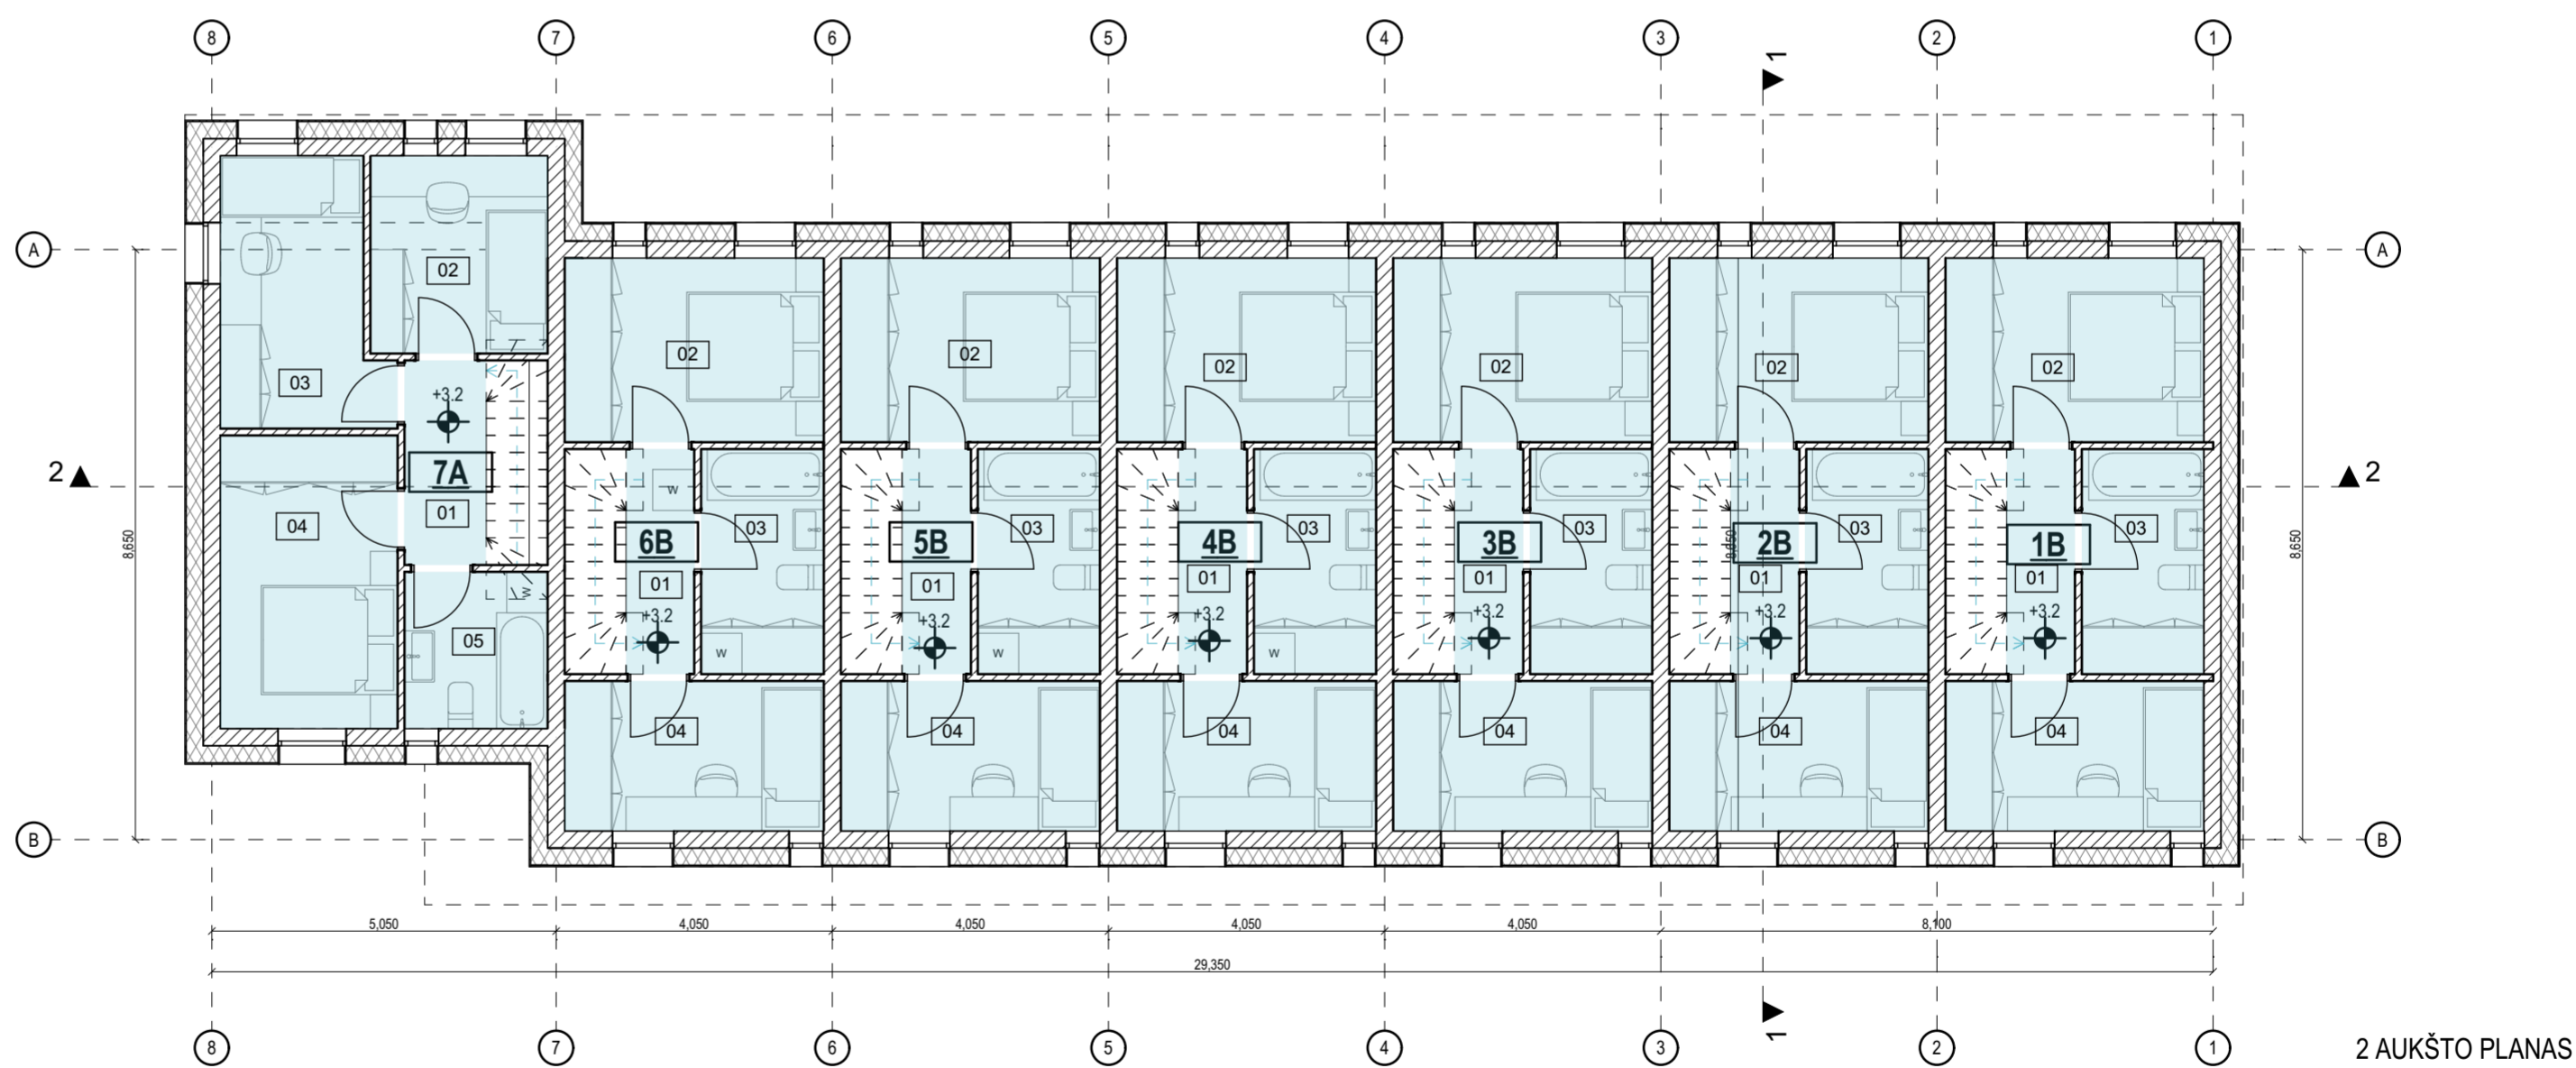 8 7 6 5 4 3 2 1
1
A A
02
02 02 02 02 02 02
03
+3.2
7A
2 2
01
04
W
03 03 03 03 03 03
6B 5B 4B 3B 2B 1B
8,650 8,650 8,650
01 01 01 01 01 01
W
+3.2 +3.2 +3.2 +3.2 +3.2 +3.2
05
W W W
04 04 04 04 04 04
B B
5,050 4,050 4,050 4,050 4,050 8,100
29,350
1
8 7 6 5 4 3 2 1
2 AUKŠTO PLANAS